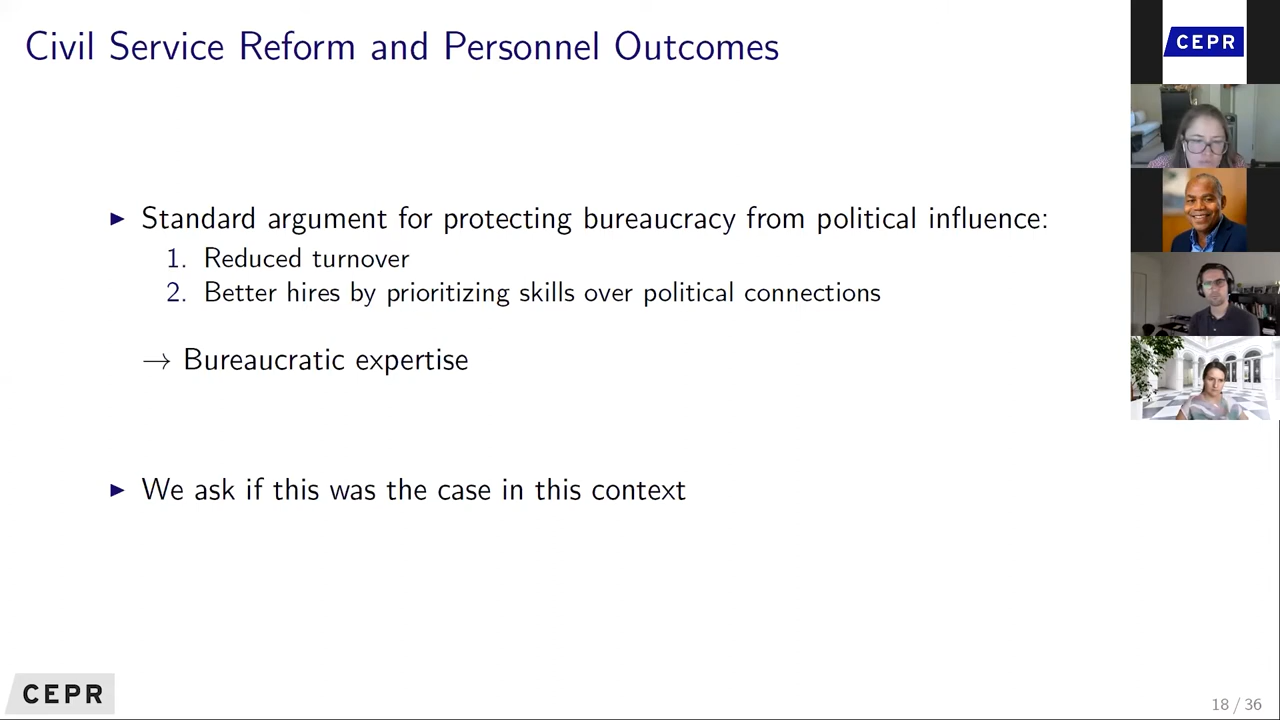 Civil Service Reform and Personnel Outcomes
CEPR
▶ Standard argument for protecting bureaucracy from political influence:
1. Reduced turnover
2. Better hires by prioritizing skills over political connections
→ Bureaucratic expertise
▶ We ask if this was the case in this context
CEPR
18 / 36